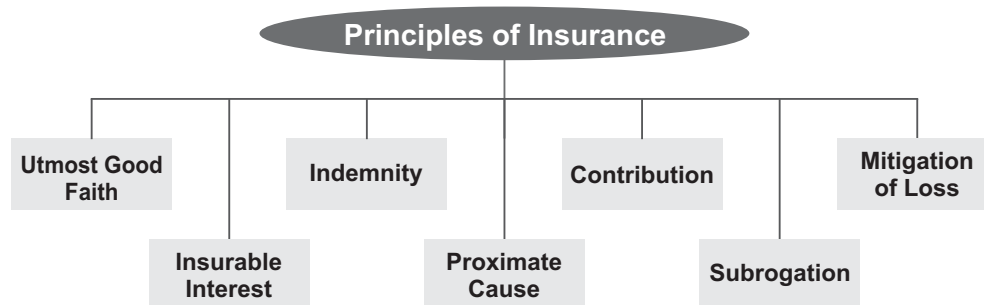 Principles of Insurance
Utmost Good
Faith
Indemnity
Contribution
Mitigation
of Loss
Insurable
Interest
Proximate
Cause
Subrogation